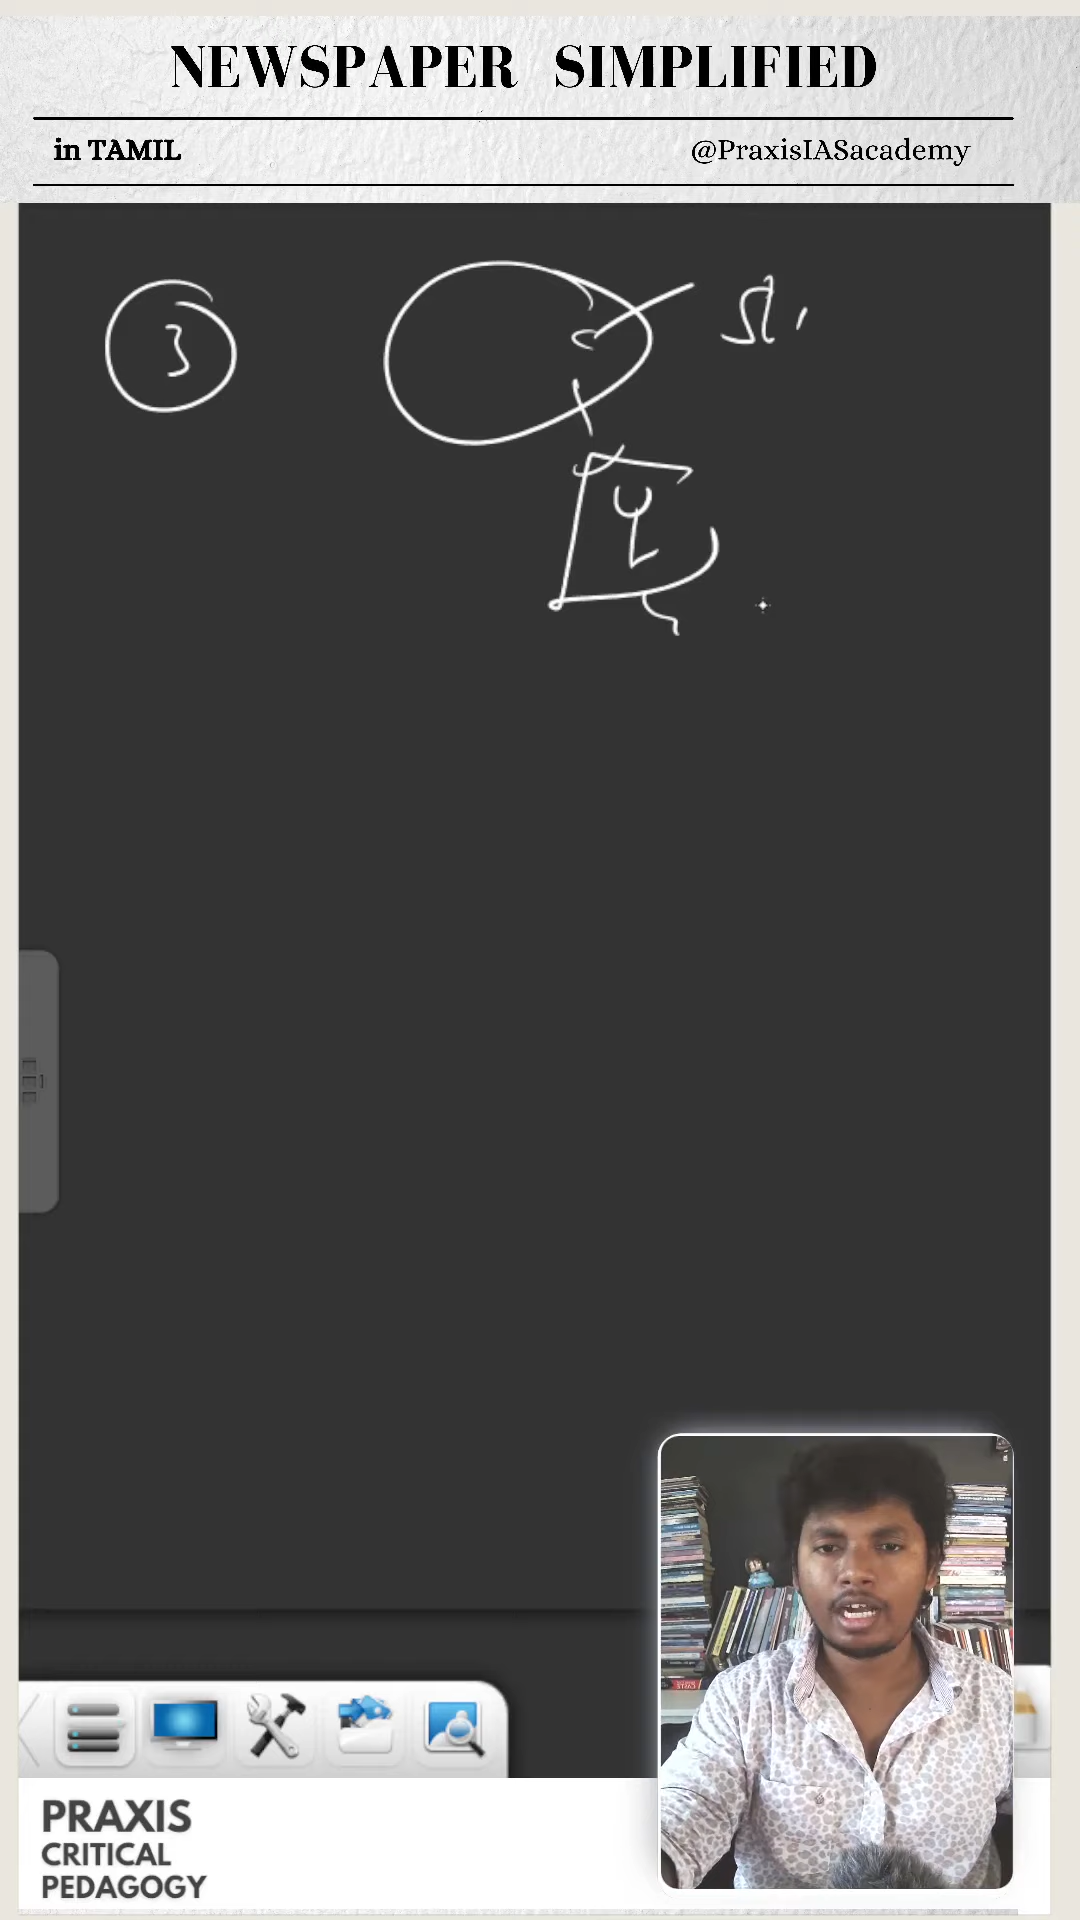 NEWSPAPER SIMPLIFIED
in TAMIL
@PraxisIASacademy
3
PRAXIS
CRITICAL
PEDAGOGY